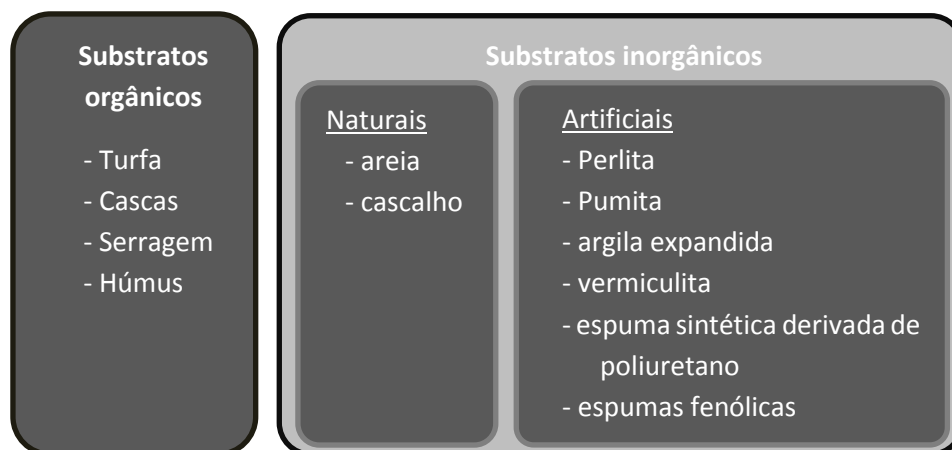 Substratos
orgânicos
- Turfa
- Cascas
- Serragem
- Húmus
Substratos inorgânicos
Naturais
- areia
- cascalho
Artificiais
- Perlita
- Pumita
- argila expandida
- vermiculita
- espuma sintética derivada de
poliuretano
- espumas fenólicas